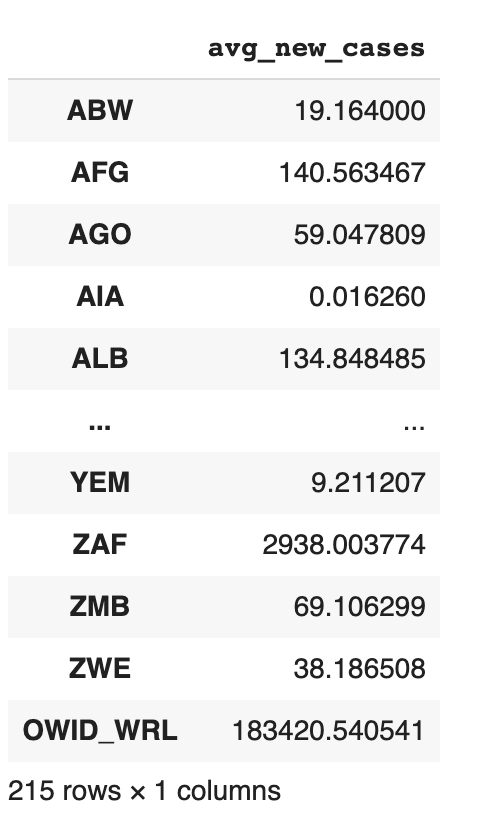 avg_new_cases
ABW 19.164000
AFG 140.563467
AGO 59.047809
AIA 0.016260
ALB 134.848485
... ...
YEM 9.211207
ZAF 2938.003774
ZMB 69.106299
ZWE 38.186508
OWID_WRL 183420.540541
215 rows × 1 columns